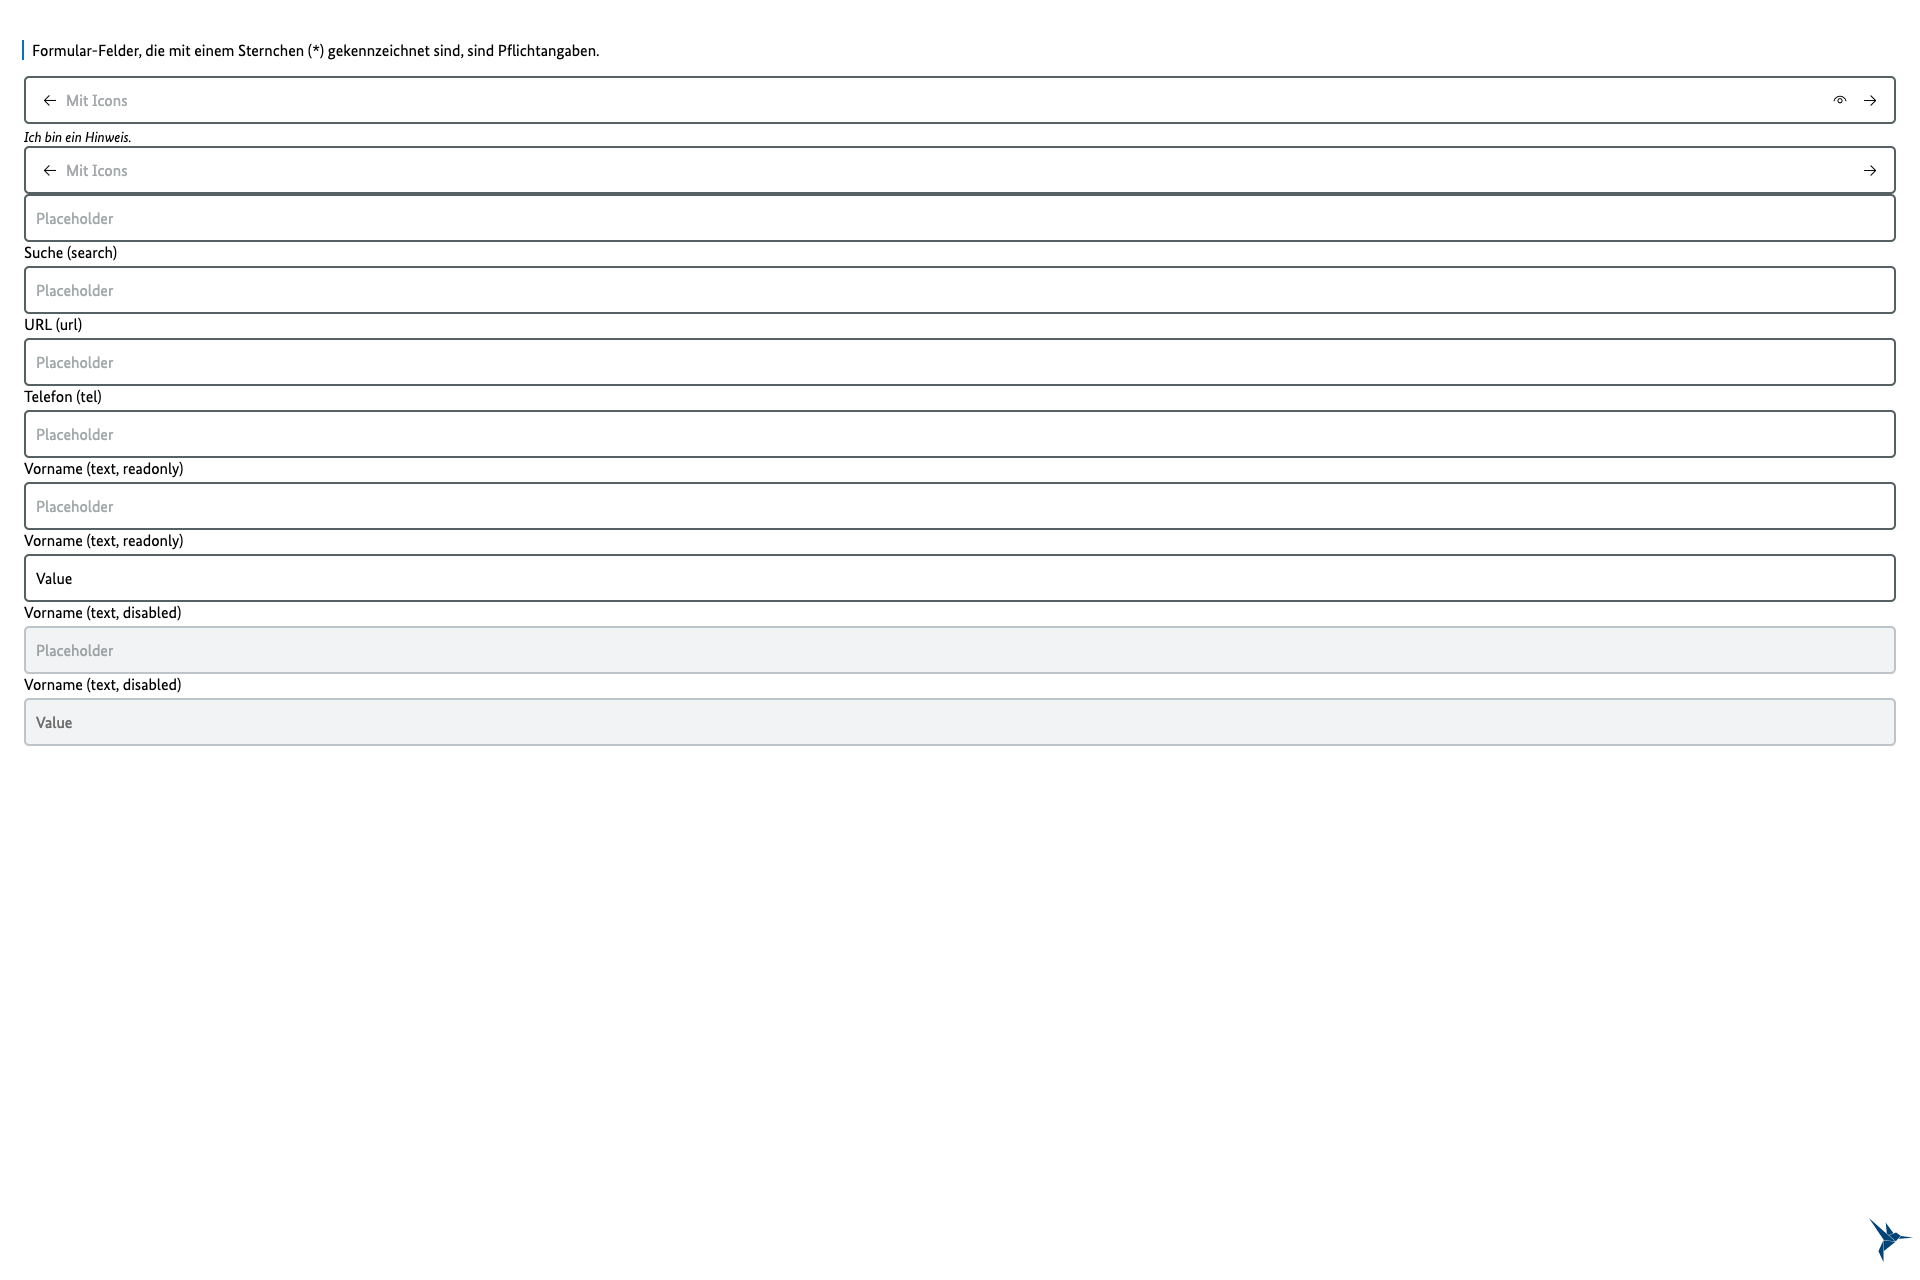 Formular-Felder, die mit einem Sternchen (*) gekennzeichnet sind, sind Pflichtangaben.
Mit Icons
Ich bin ein Hinweis.
Mit Icons
Placeholder
Suche (search)
Placeholder
URL (url)
Placeholder
Telefon (tel)
Placeholder
Vorname (text, readonly)
Placeholder
Vorname (text, readonly)
Value
Vorname (text, disabled)
Placeholder
Vorname (text, disabled)
Value